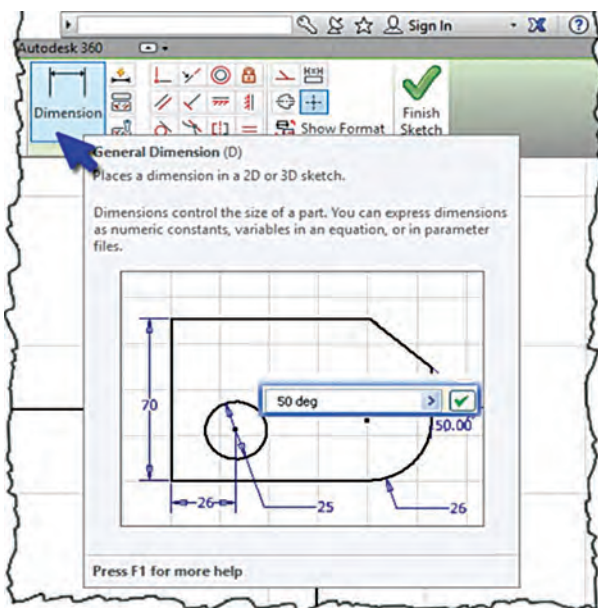 Sign In
Autodesk 360
Dimension
Show Format
Finish
Sketch
General Dimension (D)
Places a dimension in a 2D or 3D sketch.
Dimensions control the size of a part. You can express dimensions
as numeric constants, variables in an equation, or in parameter
files.
70
50 deg
50.00
26
25
26
Press F1 for more help